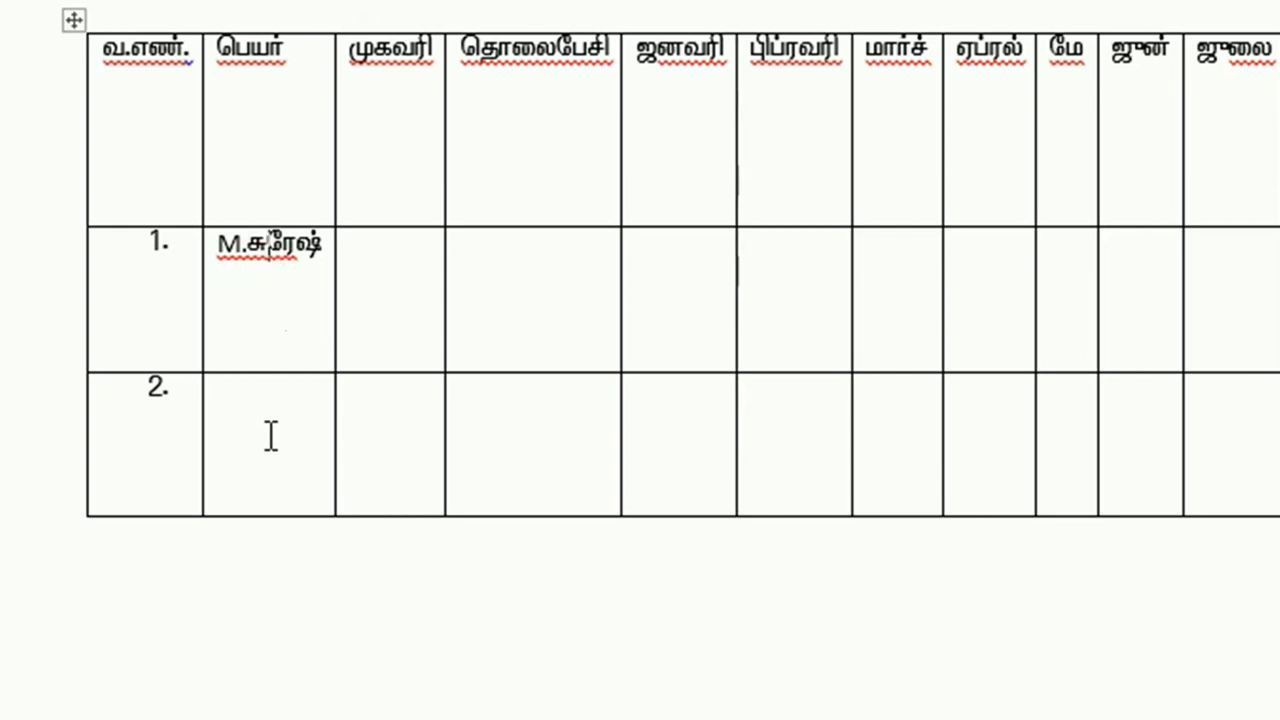 வ.எண். பெயர் முகவரி தொலைபேசி ஜனவரி பிப்ரவரி மார்ச் ஏப்ரல் மே ஜுன் ஜுலை
1. M.சுரேஷ்
2.